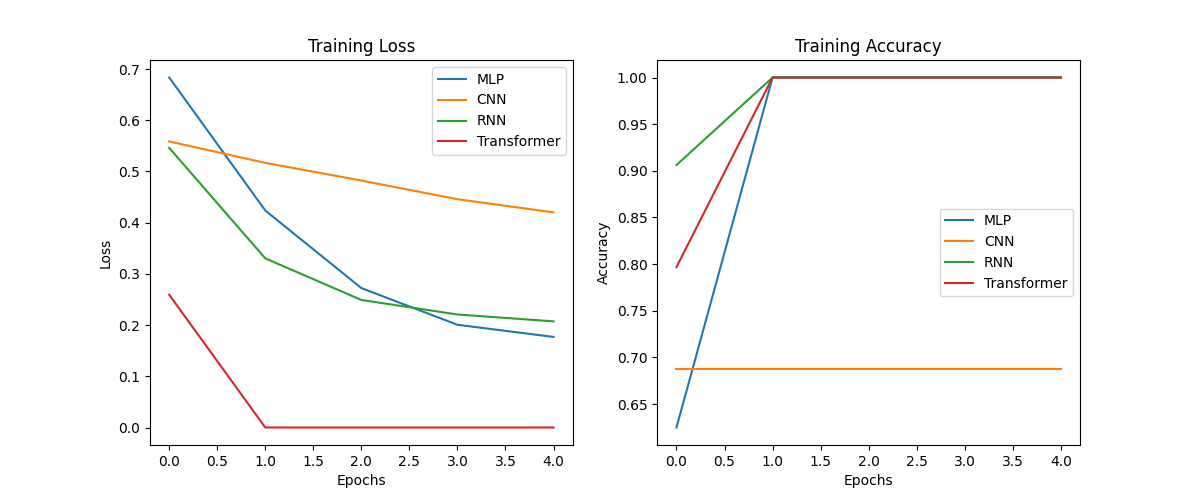 Training Loss
Training Accuracy
0.7
0.6
0.5
0.4
0.3
0.2
0.1
0.0
Loss
MLP
CNN
RNN
Transformer
0.0 0.5 1.0 1.5 2.0 2.5 3.0 3.5 4.0
Epochs
1.00
0.95
0.90
0.85
0.80
0.75
0.70
0.65
Accuracy
MLP
CNN
RNN
Transformer
0.0 0.5 1.0 1.5 2.0 2.5 3.0 3.5 4.0
Epochs